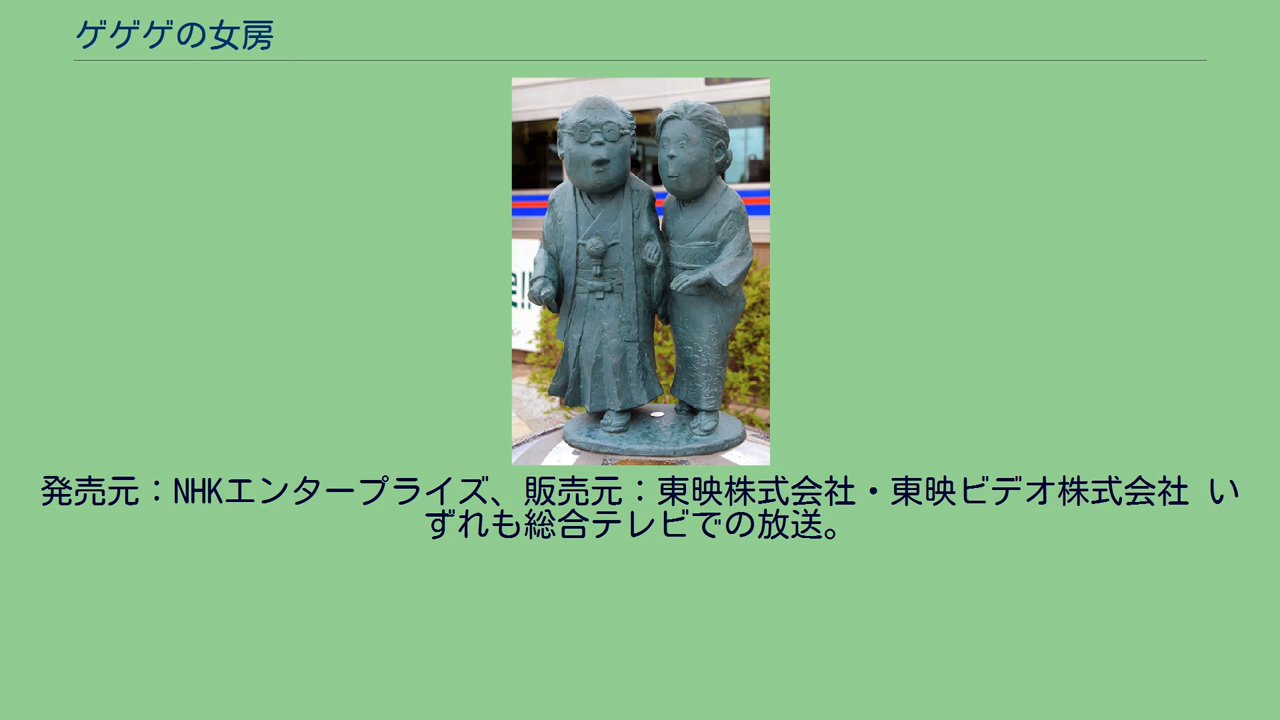 ゲゲゲの女房
発売元：NHKエンタープライズ、販売元：東映株式会社・東映ビデオ株式会社 い
ずれも総合テレビでの放送。